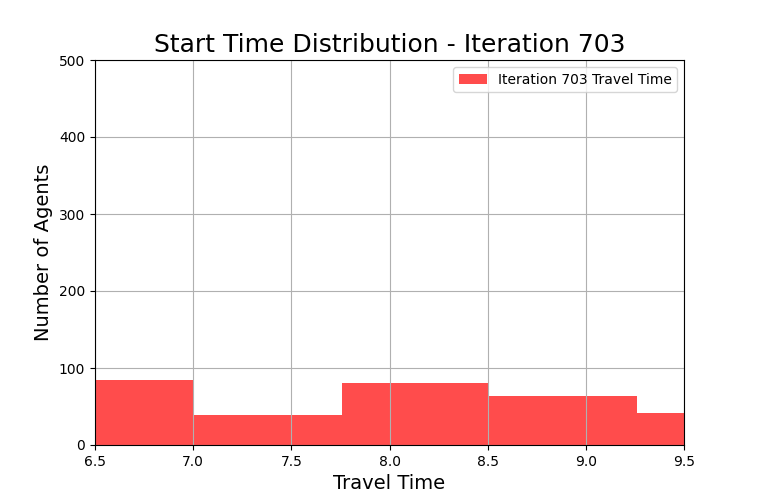 Start Time Distribution - Iteration 703
Iteration 703 Travel Time
Number of Agents
500
400
300
200
100
0
6.5 7.0 7.5 8.0 8.5 9.0 9.5
Travel Time